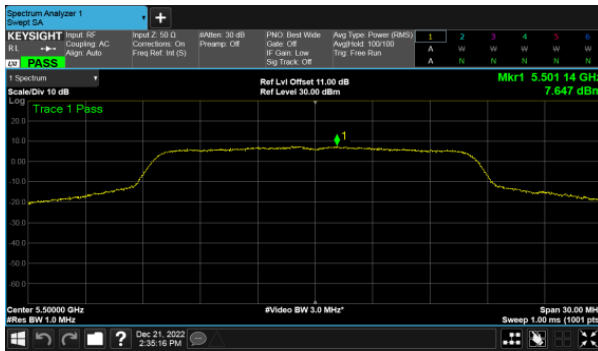 Spectrum Analyzer 1
Swept SA
KEYSIGHT Input: RF Input Z: 50 Ω #Atten: 30 dB PNO: Best Wide Avg Type: Power (RMS) 1 2 3 4 5 6
RL Coupling: AC Corrections: On Preamp: Off Gate: Off Avg|Hold: 100/100 A W W W W W
Align: Auto Freq Ref: Int (S) IF Gain: Low Trig: Free Run
PASS Sig Track: Off A N N N N N
1 Spectrum Ref Lvl Offset 11.00 dB Mkr1 5.501 14 GHz
Scale/Div 10 dB Ref Level 30.00 dBm 7.647 dBm
Log Trace 1 Pass
20.0
10.0
1
0.00
-10.0
-20.0
-30.0
-40.0
-50.0
-60.0
Center 5.50000 GHz #Video BW 3.0 MHz* Span 30.00 MHz
#Res BW 1.0 MHz Sweep 1.00 ms (1001 pts)
? Dec 21, 2022
2:35:16 PM